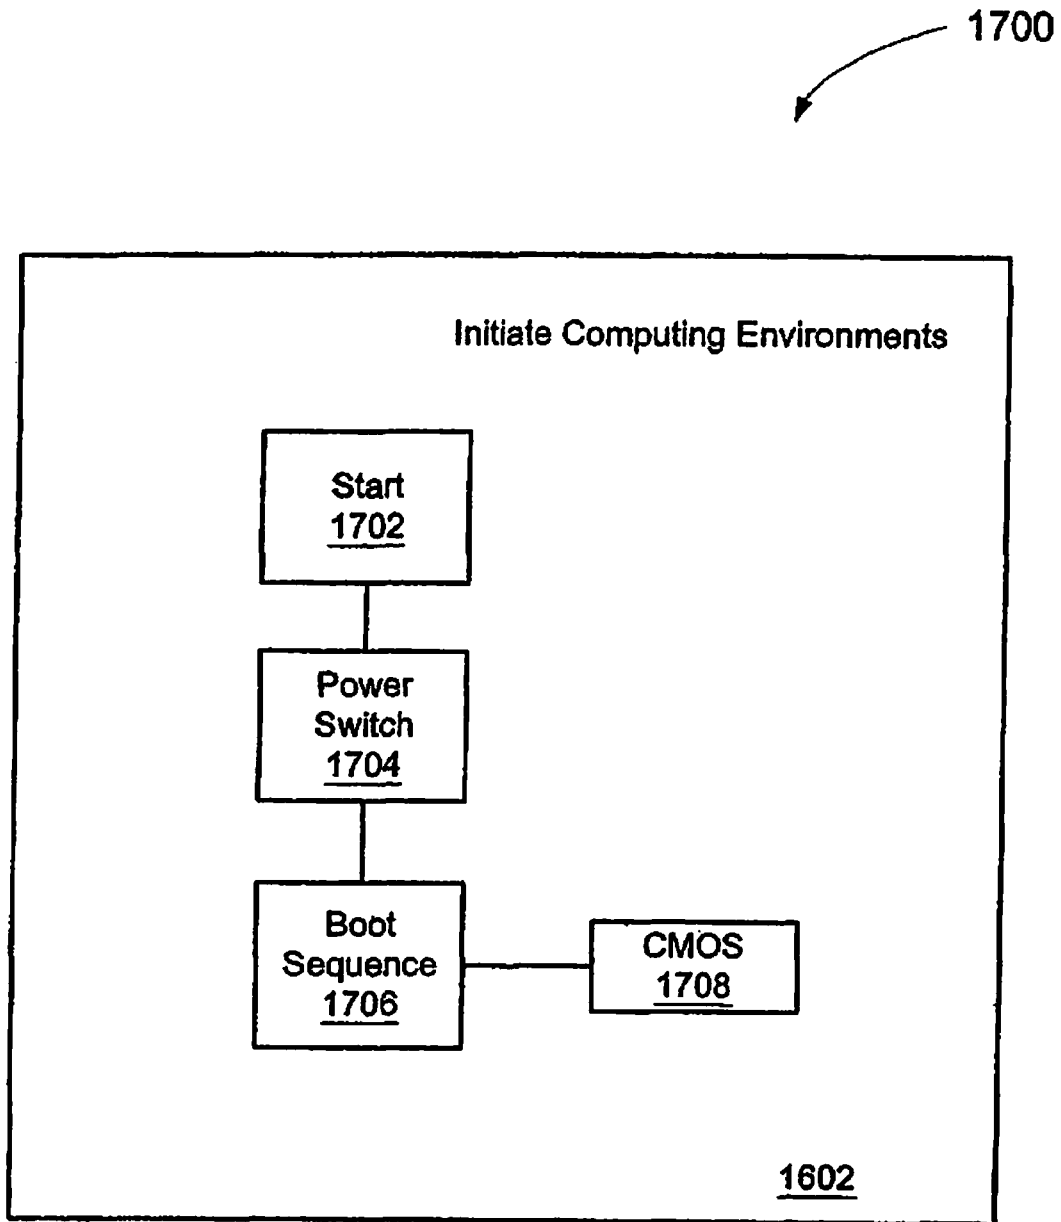 1700
Initiate Computing Environments
Start
1702
Power
Switch
1704
Boot
Sequence
1706
CMOS
1708
1602